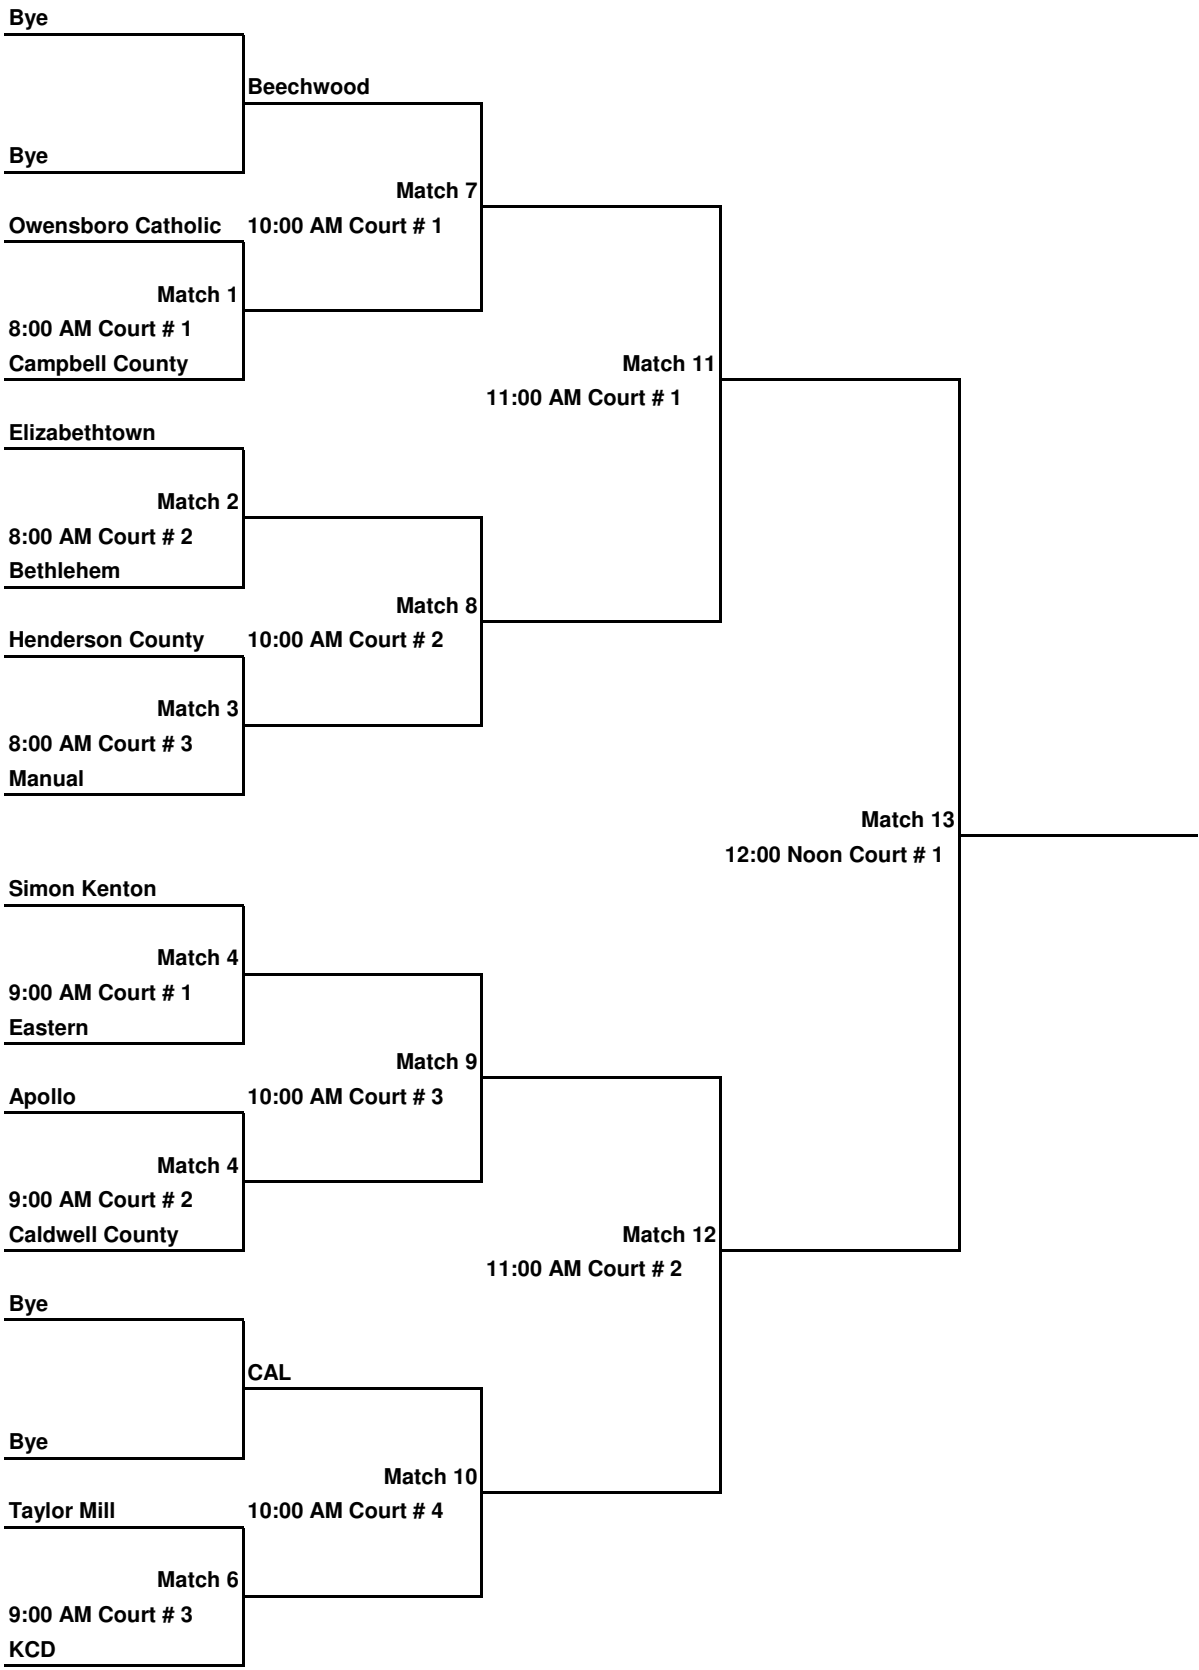 Bye
Beechwood
Bye
Match 7
Owensboro Catholic 10:00 AM Court # 1
Match 1
8:00 AM Court # 1
Campbell County
Match 11
11:00 AM Court # 1
Elizabethtown
Match 2
8:00 AM Court # 2
Bethlehem
Match 8
Henderson County 10:00 AM Court # 2
Match 3
8:00 AM Court # 3
Manual
Match 13
12:00 Noon Court # 1
Simon Kenton
Match 4
9:00 AM Court # 1
Eastern
Match 9
Apollo 10:00 AM Court # 3
Match 4
9:00 AM Court # 2
Caldwell County
Match 12
11:00 AM Court # 2
Bye
CAL
Bye
Match 10
Taylor Mill 10:00 AM Court # 4
Match 6
9:00 AM Court # 3
KCD